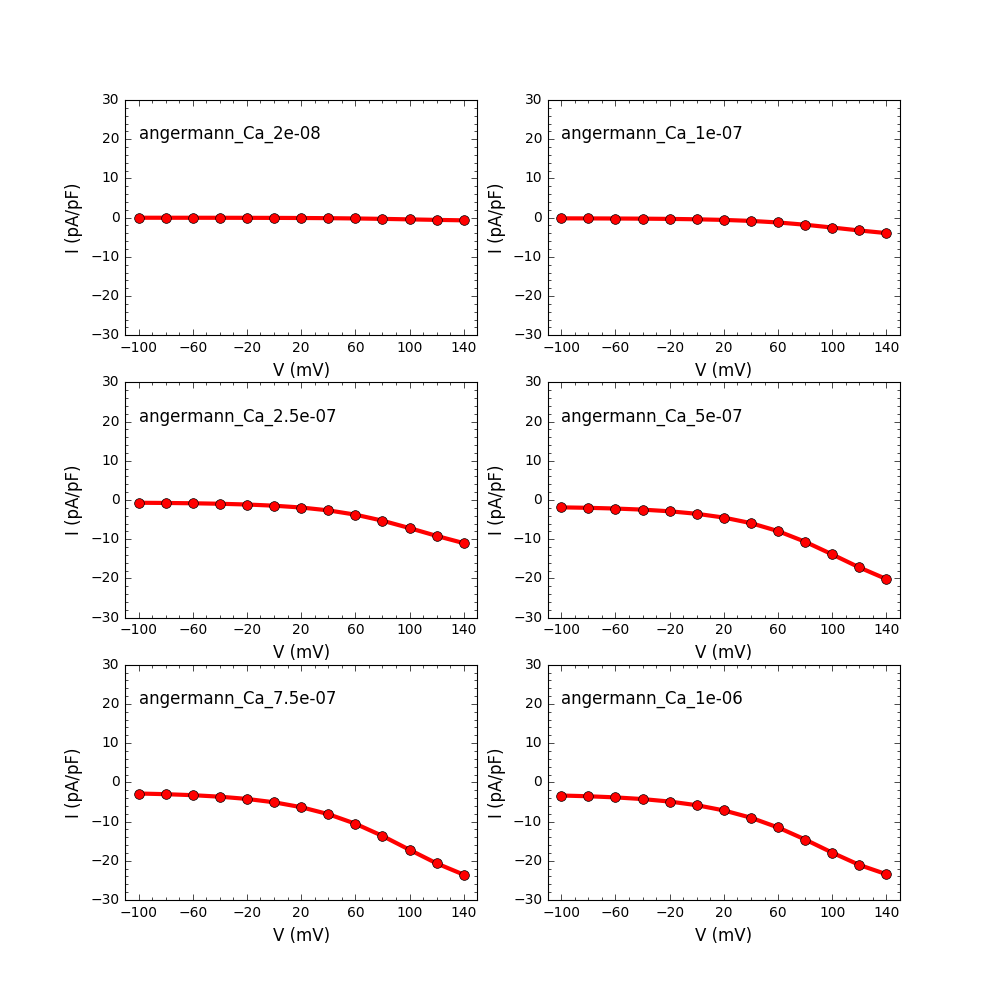 30
20
10
0
−10
−20
−30
I (pA/pF)
angermann_Ca_2e-08
−100 −60 −20 20 60 100 140
V (mV)
30
20
10
0
−10
−20
−30
I (pA/pF)
angermann_Ca_1e-07
−100 −60 −20 20 60 100 140
V (mV)
30
20
10
0
−10
−20
−30
I (pA/pF)
angermann_Ca_2.5e-07
−100 −60 −20 20 60 100 140
V (mV)
30
20
10
0
−10
−20
−30
I (pA/pF)
angermann_Ca_5e-07
−100 −60 −20 20 60 100 140
V (mV)
30
20
10
0
−10
−20
−30
I (pA/pF)
angermann_Ca_7.5e-07
−100 −60 −20 20 60 100 140
V (mV)
30
20
10
0
−10
−20
−30
I (pA/pF)
angermann_Ca_1e-06
−100 −60 −20 20 60 100 140
V (mV)